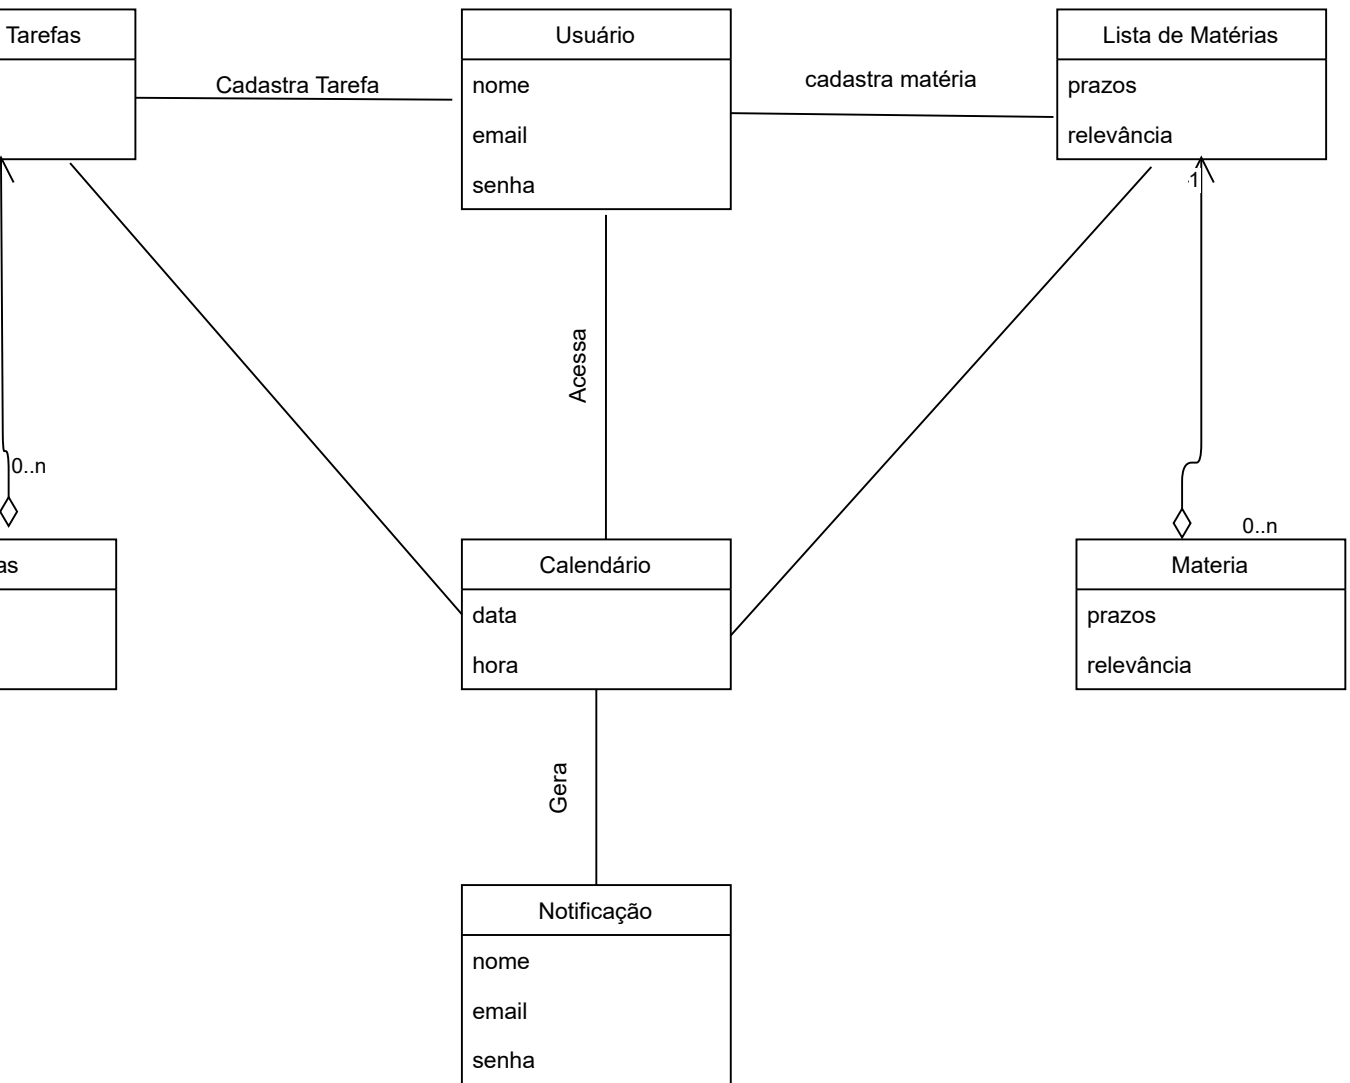 Tarefas
Usuário
Lista de Matérias
Cadastra Tarefa
cadastra matéria
nome
email
senha
prazos
relevância
1
Acessa
0..n
0..n
as
Calendário
data
hora
Materia
prazos
relevância
Gera
Notificação
nome
email
senha